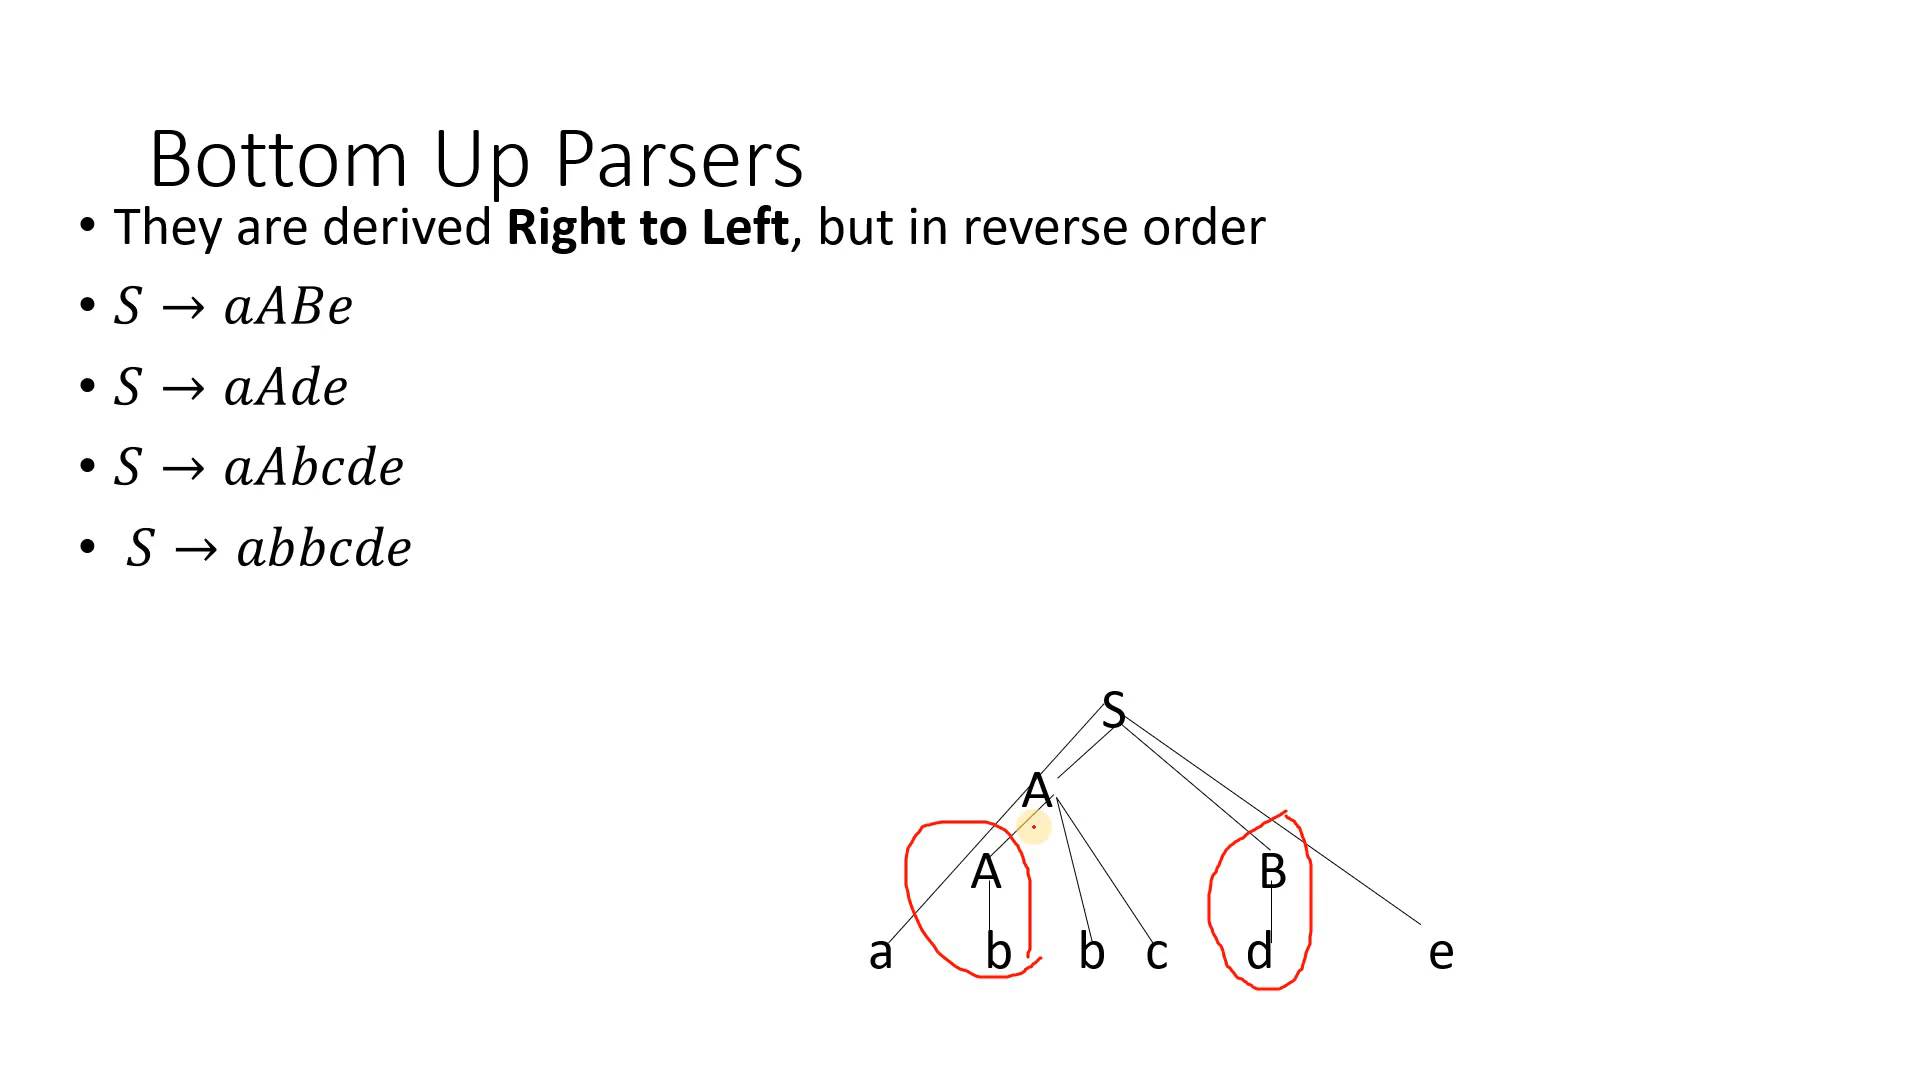 Bottom Up Parsers
• They are derived Right to Left, but in reverse order
• S → aABe
• S → aAde
• S → aAbcde
• S → abbcde
S
A
A B
a b b c d e